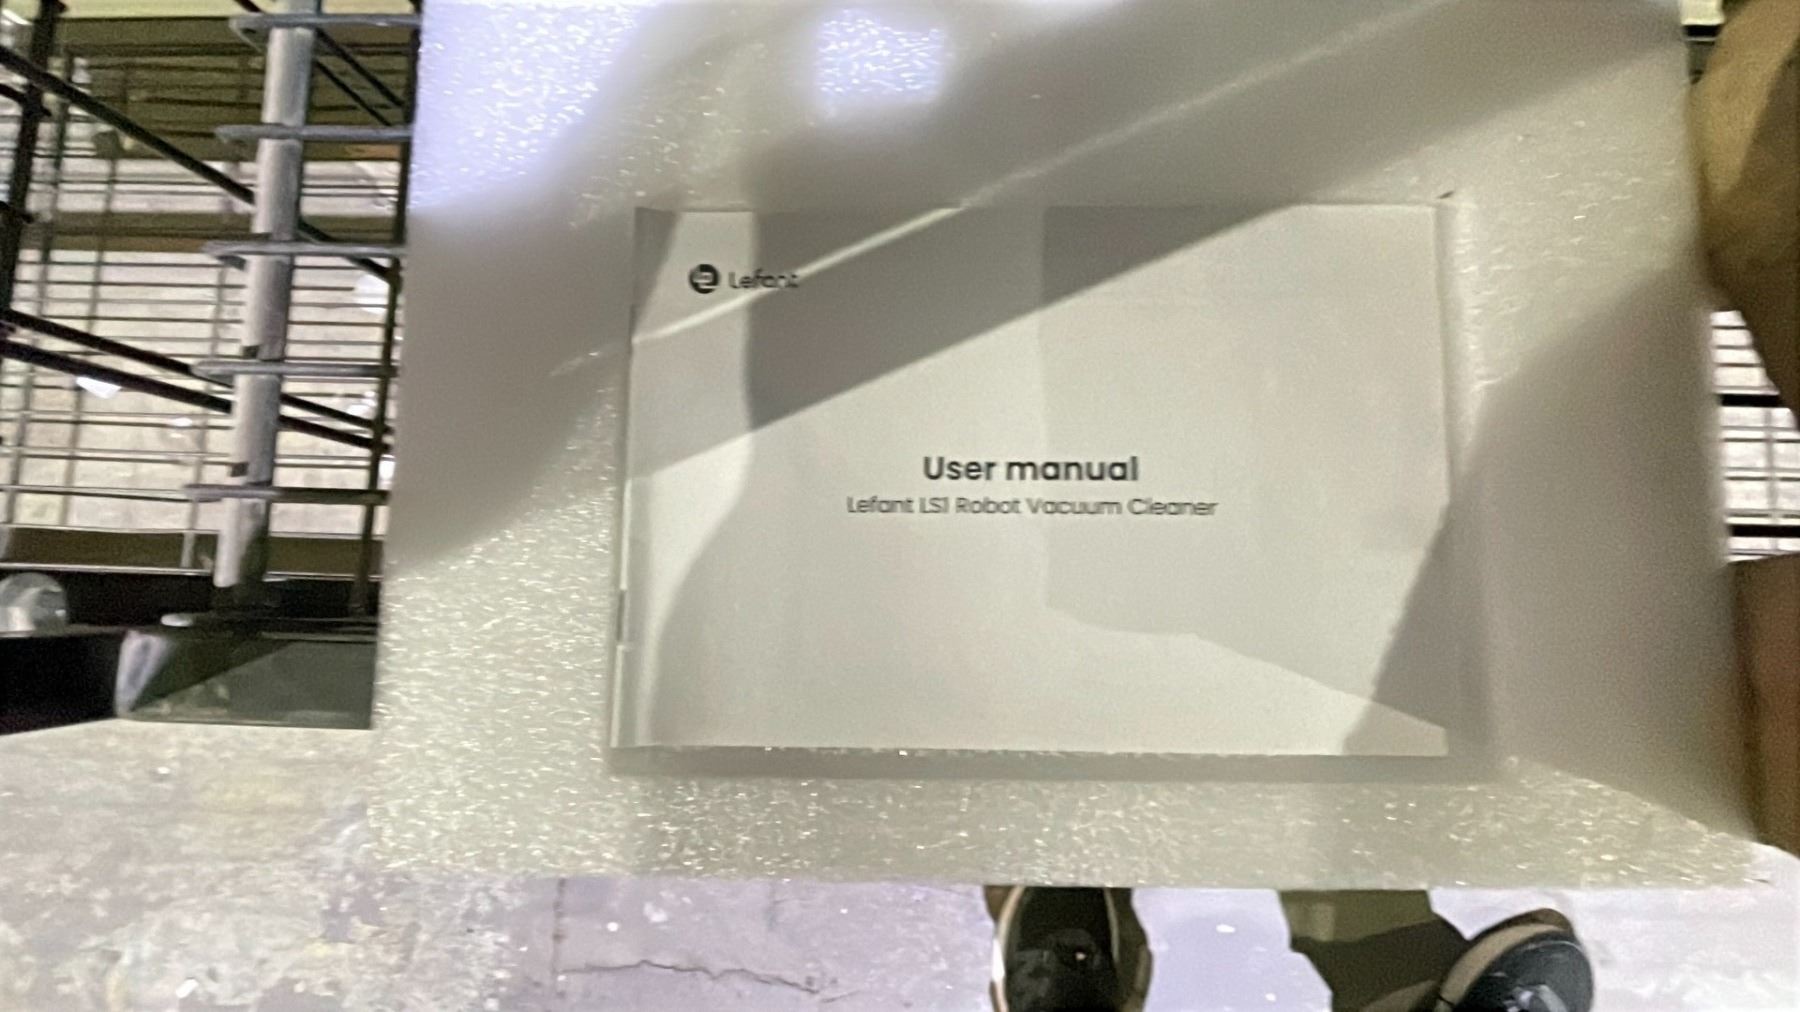 Lefant
User manual
Lefant LS1 Robot Vacuum Cleaner